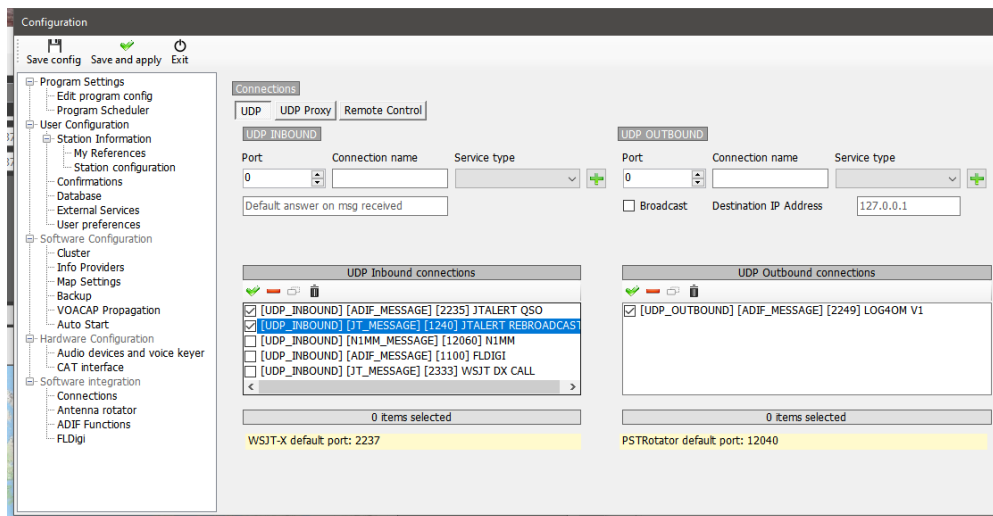 Configuration
Save config Save and apply Exit
Program Settings
Edit program config
Program Scheduler
User Configuration
Station Information
My References
Station configuration
Confirmations
Database
External Services
User preferences
Software Configuration
Cluster
Info Providers
Map Settings
Backup
VOACAP Propagation
Auto Start
Hardware Configuration
Audio devices and voice keyer
CAT interface
Software integration
Connections
Antenna rotator
ADIF Functions
FLDigi
Connections
UDP UDP Proxy Remote Control
UDP INBOUND
Port Connection name Service type
0
Default answer on msg received
UDP Inbound connections
[UDP_INBOUND] [ADIF_MESSAGE] [2235] JTALERT QSO
[UDP_INBOUND] [JT_MESSAGE] [1240] JTALERT REBROADCAST
[UDP_INBOUND] [N1MM_MESSAGE] [12060] N1MM
[UDP_INBOUND] [ADIF_MESSAGE] [1100] FLDIGI
[UDP_INBOUND] [JT_MESSAGE] [2333] WSJT DX CALL
0 items selected
WSJT-X default port: 2237
UDP OUTBOUND
Port Connection name Service type
0
Broadcast Destination IP Address 127.0.0.1
UDP Outbound connections
[UDP_OUTBOUND] [ADIF_MESSAGE] [2249] LOG4OM V1
0 items selected
PSTRotator default port: 12040